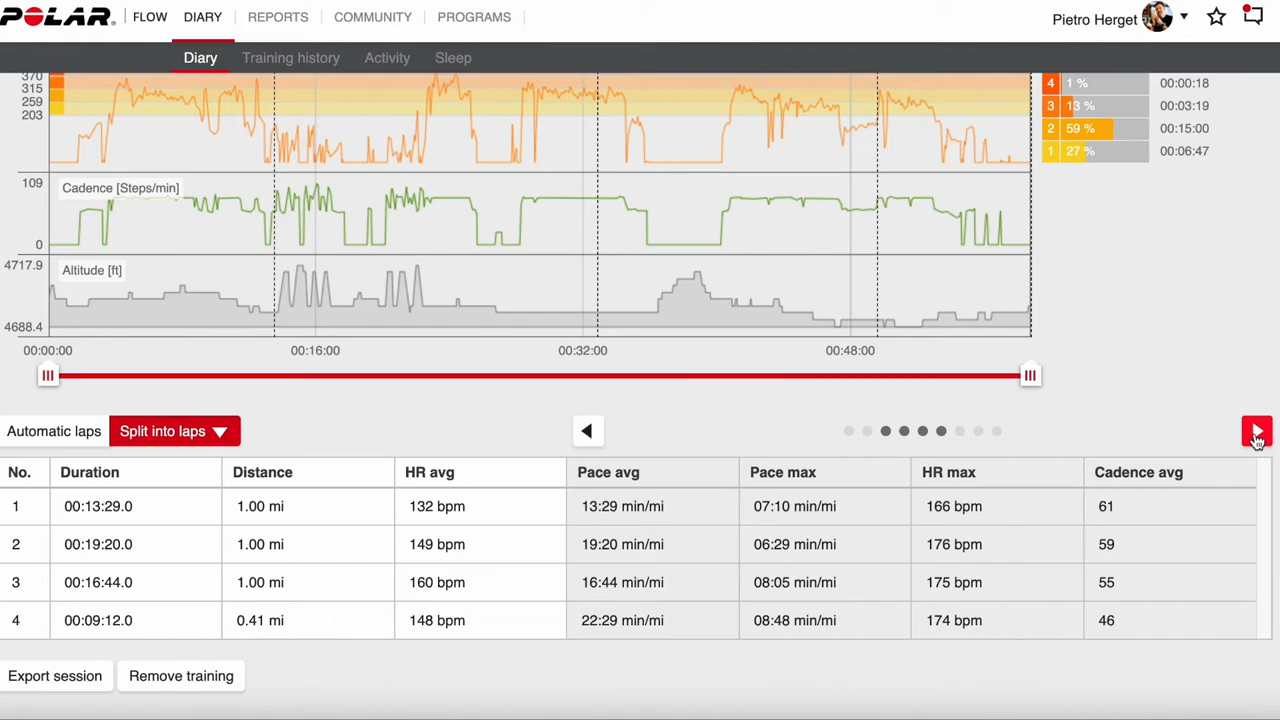 POLAR.
FLOW DIARY REPORTS COMMUNITY PROGRAMS Pietro Herget
Diary Training history Activity Sleep
370
315
259
203
4 1 % 00:00:18
3 13 % 00:03:19
2 59 % 00:15:00
1 27 % 00:06:47
109
Cadence [Steps/min]
0
4717.9
Altitude [ft]
4688.4
00:00:00 00:16:00 00:32:00 00:48:00
Automatic laps Split into laps
No. Duration Distance HR avg Pace avg Pace max HR max Cadence avg
1 00:13:29.0 1.00 mi 132 bpm 13:29 min/mi 07:10 min/mi 166 bpm 61
2 00:19:20.0 1.00 mi 149 bpm 19:20 min/mi 06:29 min/mi 176 bpm 59
3 00:16:44.0 1.00 mi 160 bpm 16:44 min/mi 08:05 min/mi 175 bpm 55
4 00:09:12.0 0.41 mi 148 bpm 22:29 min/mi 08:48 min/mi 174 bpm 46
Export session Remove training